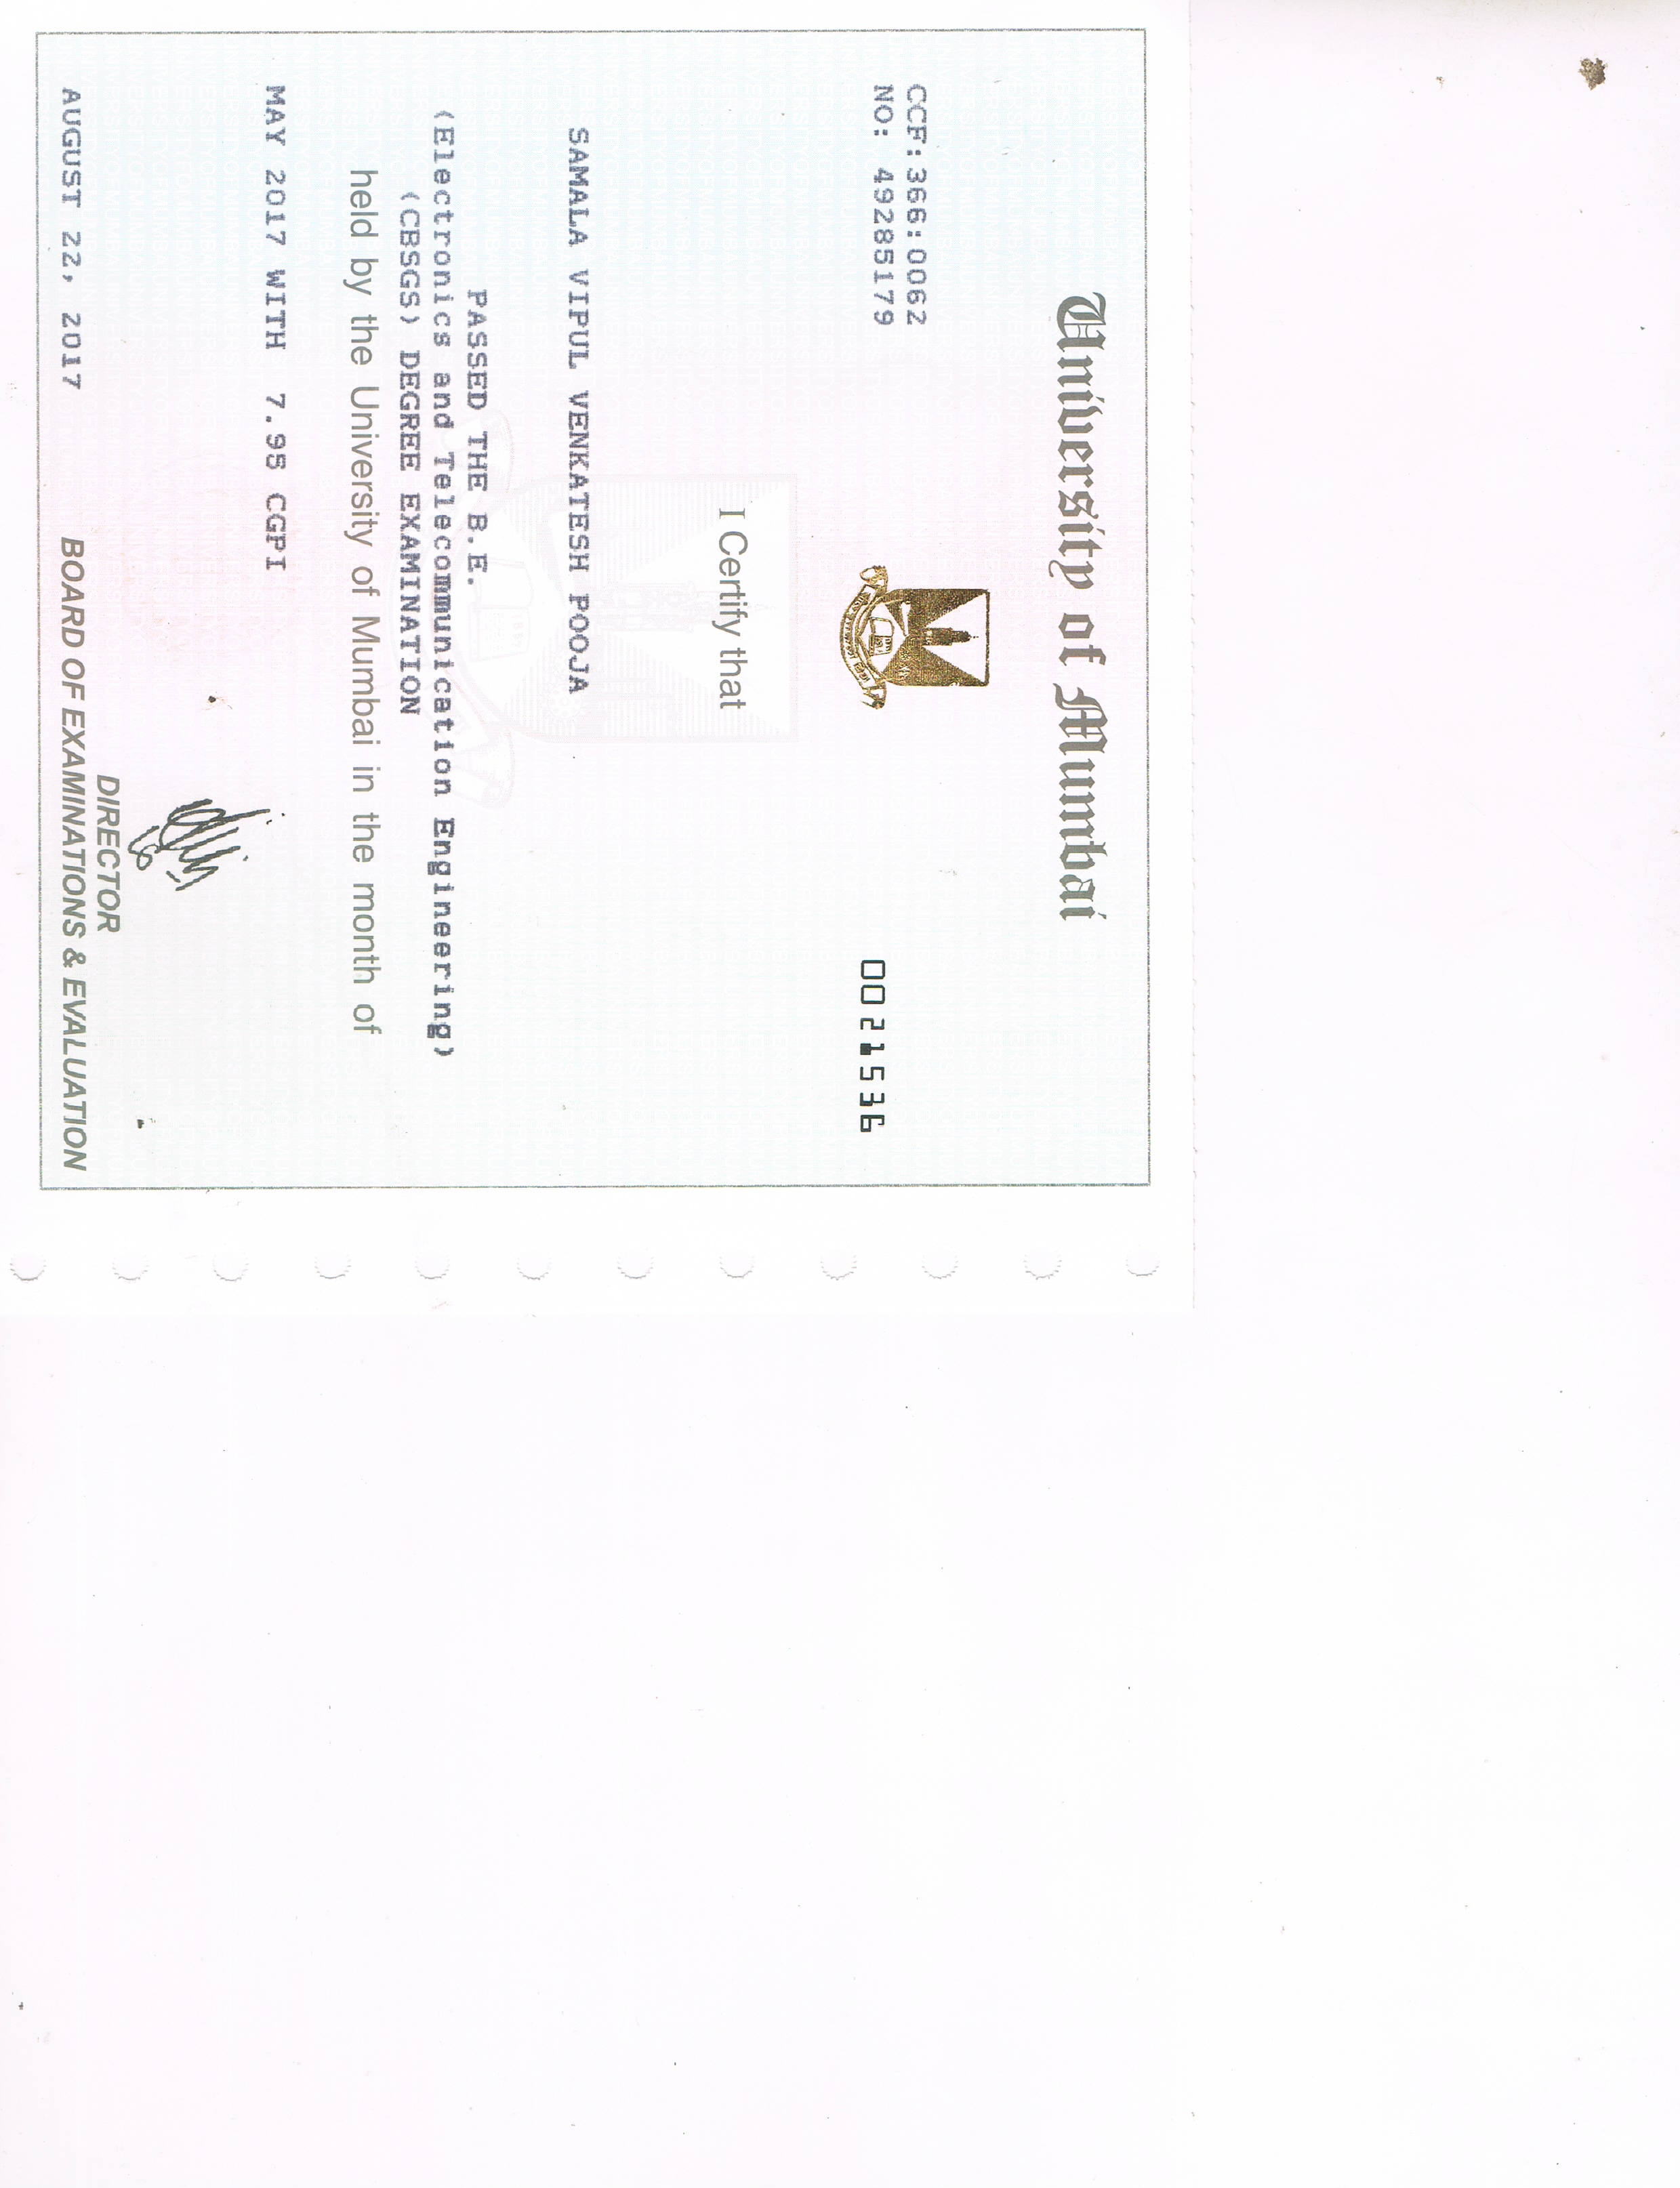 University of Mumbai
CCF:366:0062
NO: 49285179
0021536
I Certify that
SAMALA VIPUL VENKATESH POOJA
PASSED THE B.E.
(Electronics and Telecommunication Engineering)
(CBSGS) DEGREE EXAMINATION
held by the University of Mumbai in the month of
MAY 2017 WITH 7.95 CGPI
DIRECTOR
AUGUST 22, 2017
BOARD OF EXAMINATIONS & EVALUATION